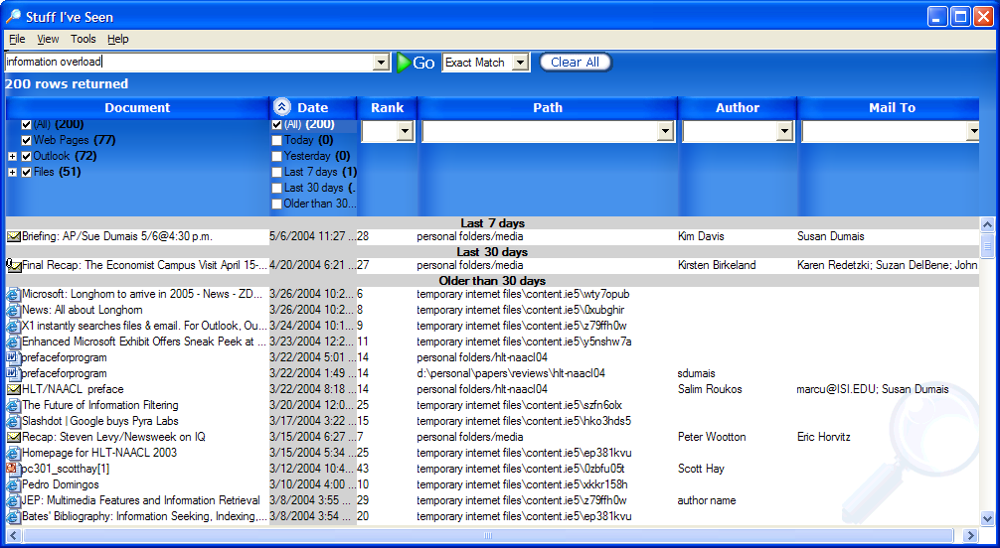 Stuff I've Seen
File View Tools Help
information overload Go Exact Match Clear All
200 rows returned
Document Date Rank Path Author Mail To
(All) (200) (All) (200)
Web Pages (77) Today (0)
Outlook (72) Yesterday (0)
Files (51) Last 7 days (1)
Last 30 days (.
Older than 30...
Last 7 days
Briefing: AP/Sue Dumais 5/6@4:30 p.m. 5/6/2004 11:27 ... 28 personal folders/media Kim Davis Susan Dumais
Last 30 days
Final Recap: The Economist Campus Visit April 15-... 4/20/2004 6:21 ... 27 personal folders/media Kirsten Birkeland Karen Redetzki; Suzan DelBene; John
Older than 30 days
Microsoft: Longhorn to arrive in 2005 - News - ZD... 3/26/2004 10:2... 6 temporary internet files\content.ie5\wty7opub
News: All about Longhorn 3/26/2004 10:2... 8 temporary internet files\content.ie5\0xubghir
X1 instantly searches files & email. For Outlook, Ou... 3/24/2004 10:1... 9 temporary internet files\content.ie5\z79ffh0w
Enhanced Microsoft Exhibit Offers Sneak Peek at ... 3/23/2004 12:2... 11 temporary internet files\content.ie5\y5nshw7a
prefaceforprogram 3/22/2004 5:01 ... 14 personal folders/hlt-naacl04
prefaceforprogram 3/22/2004 1:49 ... 14 d:\personal\papers\reviews\hlt-naacl04 sdumais
HLT/NAACL preface 3/22/2004 8:18 ... 14 personal folders/hlt-naacl04 Salim Roukos marcu@ISI.EDU; Susan Dumais
The Future of Information Filtering 3/20/2004 12:0... 25 temporary internet files\content.ie5\szfn6olx
Slashdot | Google buys Pyra Labs 3/17/2004 3:22 ... 15 temporary internet files\content.ie5\hko3hds5
Recap: Steven Levy/Newsweek on IQ 3/15/2004 6:27 ... 7 personal folders/media Peter Wootton Eric Horvitz
Homepage for HLT-NAACL 2003 3/15/2004 5:34 ... 25 temporary internet files\content.ie5\ep381kvu
pc301_scotthay[1] 3/12/2004 10:4... 43 temporary internet files\content.ie5\0zbfu05t Scott Hay
Pedro Domingos 3/10/2004 4:00 ... 10 temporary internet files\content.ie5\xkkr158h
JEP: Multimedia Features and Information Retrieval 3/8/2004 3:55 ... 29 temporary internet files\content.ie5\z79ffh0w author name
Bates' Bibliography: Information Seeking, Indexing,... 3/8/2004 3:54 ... 20 temporary internet files\content.ie5\ep381kvu